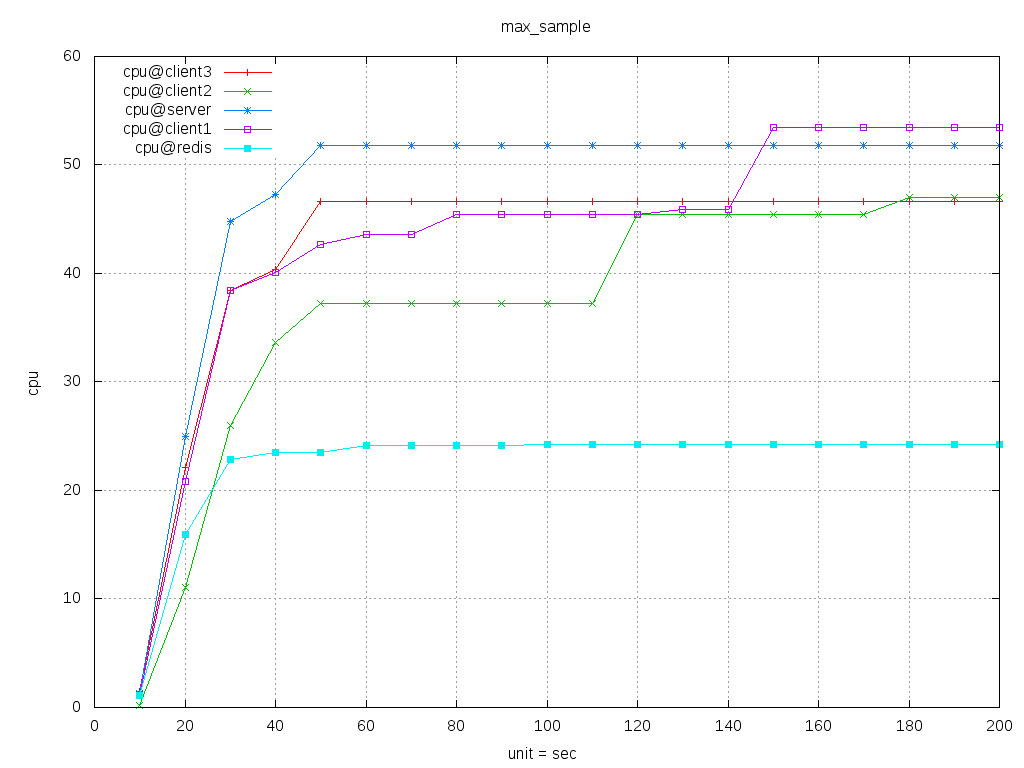 max_sample
60
50
40
30
20
10
0
cpu
cpu@client3
cpu@client2
cpu@server
cpu@client1
cpu@redis
0 20 40 60 80 100 120 140 160 180 200
unit = sec